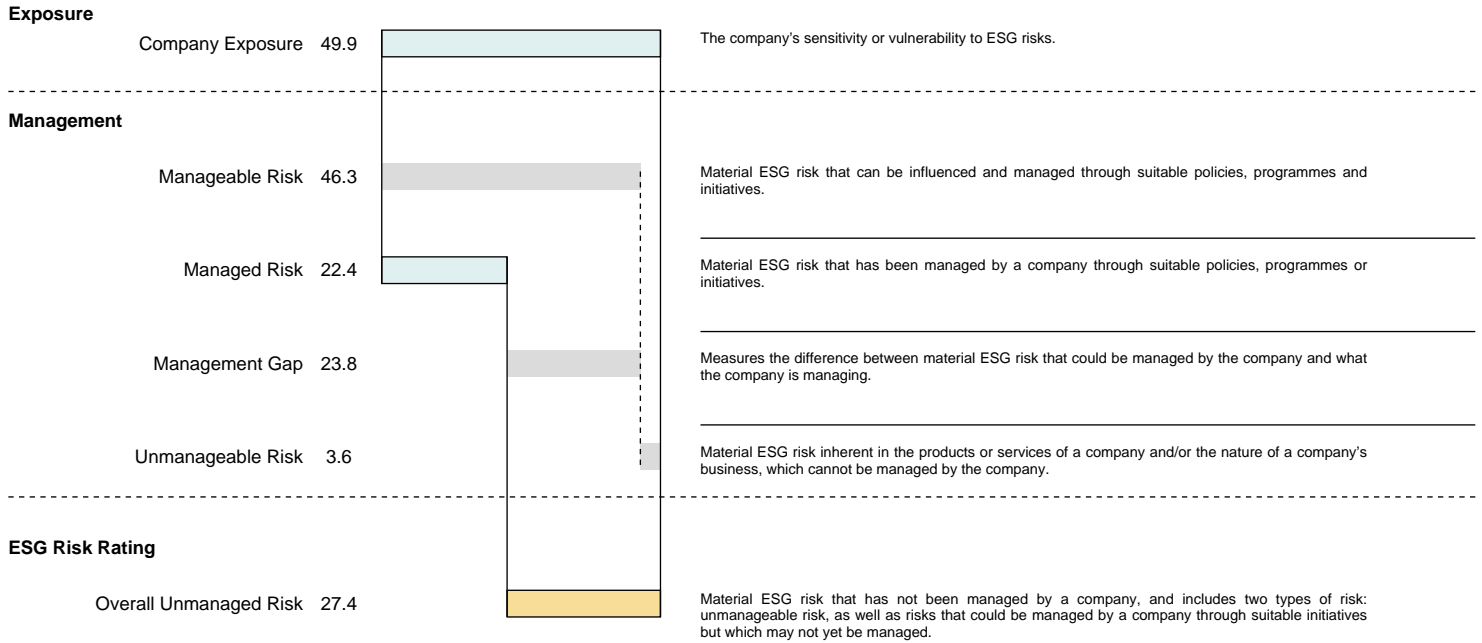 Exposure
Company Exposure 49.9
The company’s sensitivity or vulnerability to ESG risks.
Management
Manageable Risk 46.3
Material ESG risk that can be influenced and managed through suitable policies, programmes and
initiatives.
Managed Risk 22.4
Material ESG risk that has been managed by a company through suitable policies, programmes or
initiatives.
Management Gap 23.8
Measures the difference between material ESG risk that could be managed by the company and what
the company is managing.
Unmanageable Risk 3.6
Material ESG risk inherent in the products or services of a company and/or the nature of a company’s
business, which cannot be managed by the company.
ESG Risk Rating
Overall Unmanaged Risk 27.4
Material ESG risk that has not been managed by a company, and includes two types of risk:
unmanageable risk, as well as risks that could be managed by a company through suitable initiatives
but which may not yet be managed.